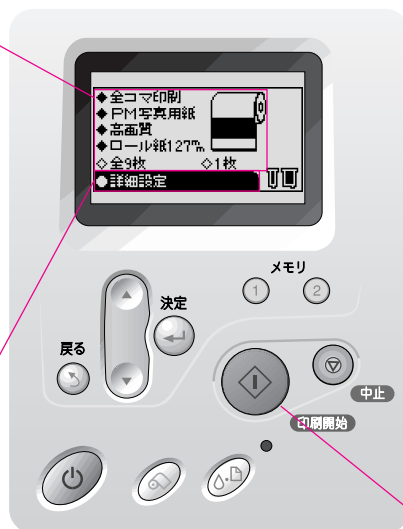 ◆全コマ印刷
◆PM写真用紙
◆高画質
◆ロール紙127㎜
◇全9枚 ◇1枚
●詳細設定
メモリ
1 2
決定
戻る
中止
印刷開始